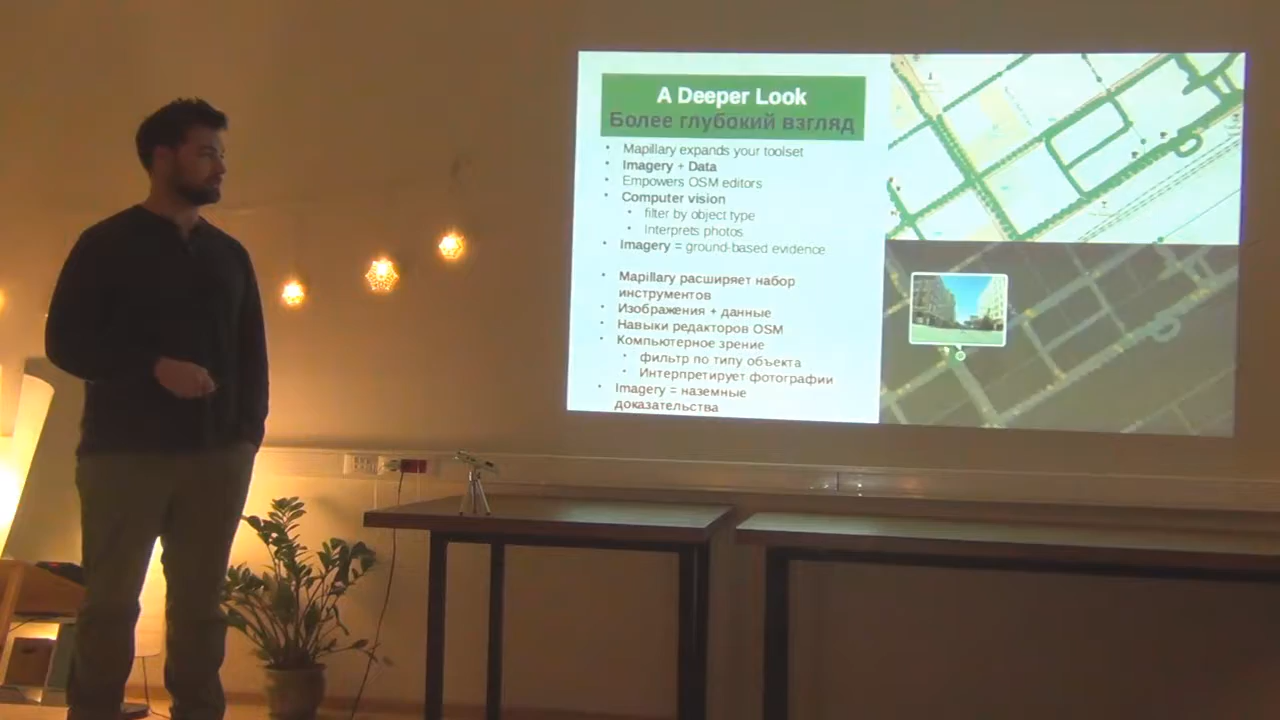 A Deeper Look
Более глубокий взгляд
Mapillary expands your toolset
Imagery + Data
Empowers OSM editors
Computer vision
filter by object type
Interprets photos
Imagery = ground-based evidence
Mapillary расширяет набор
инструментов
Изображения + данные
Навыки редакторов OSM
Компьютерное зрение
фильтр по типу объекта
Интерпретирует фотографии
Imagery = наземные
доказательства